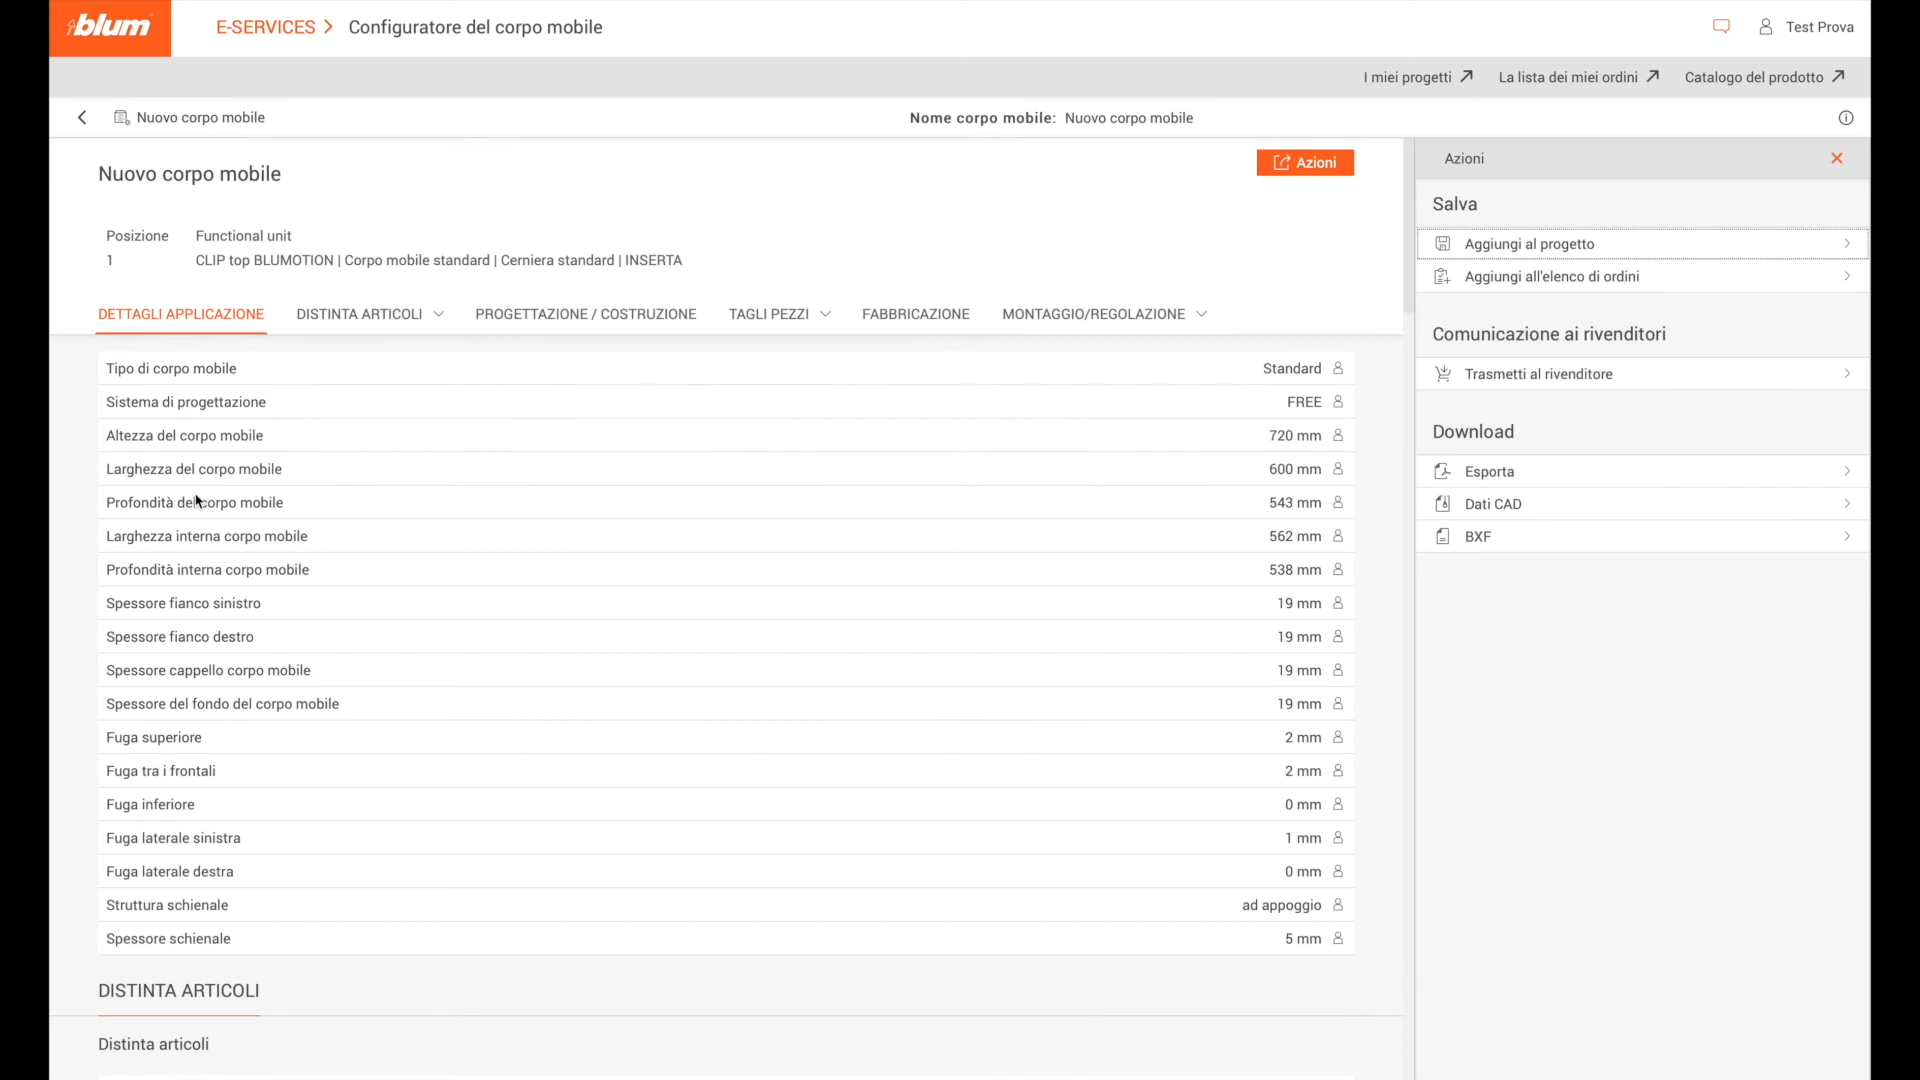 blum
E-SERVICES
Configuratore del corpo mobile
Test Prova
I miei progetti
La lista dei miei ordini
Catalogo del prodotto
Nuovo corpo mobile
Nome corpo mobile: Nuovo corpo mobile
Nuovo corpo mobile
Azioni
Posizione Functional unit
1 CLIP top BLUMOTION | Corpo mobile standard | Cerniera standard | INSERTA
DETTAGLI APPLICAZIONE DISTINTA ARTICOLI PROGETTAZIONE / COSTRUZIONE TAGLI PEZZI FABBRICAZIONE MONTAGGIO/REGOLAZIONE
Tipo di corpo mobile Standard
Sistema di progettazione FREE
Altezza del corpo mobile 720 mm
Larghezza del corpo mobile 600 mm
Profondità del corpo mobile 543 mm
Larghezza interna corpo mobile 562 mm
Profondità interna corpo mobile 538 mm
Spessore fianco sinistro 19 mm
Spessore fianco destro 19 mm
Spessore cappello corpo mobile 19 mm
Spessore del fondo del corpo mobile 19 mm
Fuga superiore 2 mm
Fuga tra i frontali 2 mm
Fuga inferiore 0 mm
Fuga laterale sinistra 1 mm
Fuga laterale destra 0 mm
Struttura schienale ad appoggio
Spessore schienale 5 mm
DISTINTA ARTICOLI
Distinta articoli
Azioni
Salva
Aggiungi al progetto
Aggiungi all'elenco di ordini
Comunicazione ai rivenditori
Trasmetti al rivenditore
Download
Esporta
Dati CAD
BXF